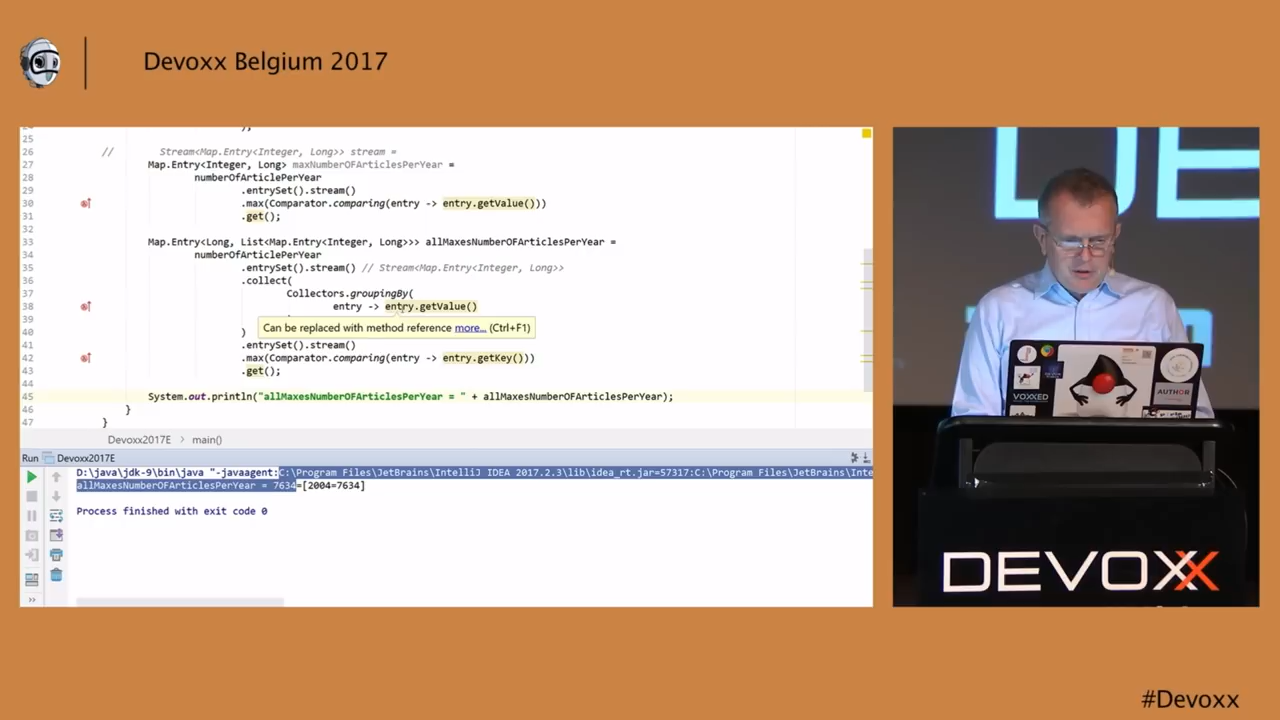 Devoxx Belgium 2017
25
26 // Stream<Map.Entry<Integer, Long>> stream =
27 Map.Entry<Integer, Long> maxNumberOFArticlesPerYear =
28 numberOfArticlePerYear
29 .entrySet().stream()
30 .max(Comparator.comparing(entry -> entry.getValue()))
31 .get();
32
33 Map.Entry<Long, List<Map.Entry<Integer, Long>>> allMaxesNumberOFArticlesPerYear =
34 numberOfArticlePerYear
35 .entrySet().stream() // Stream<Map.Entry<Integer, Long>>
36 .collect(
37 Collectors.groupingBy(
38 entry -> entry.getValue()
39
Can be replaced with method reference more... (Ctrl+F1)
40 )
41 .entrySet().stream()
42 .max(Comparator.comparing(entry -> entry.getKey()))
43 .get();
44
45 System.out.println("allMaxesNumberOFArticlesPerYear = " + allMaxesNumberOFArticlesPerYear);
46 }
47 }
Devoxx2017E > main()
Run Devoxx2017E
D:\java\jdk-9\bin\java "-javaagent:C:\Program Files\JetBrains\IntelliJ IDEA 2017.2.3\lib\idea_rt.jar=57317:C:\Program Files\JetBrains\Inte
allMaxesNumberOFArticlesPerYear = 7634=[2004=7634]
Process finished with exit code 0
DE
VOXXED
AUTHOR
DEVOXX
#Devoxx